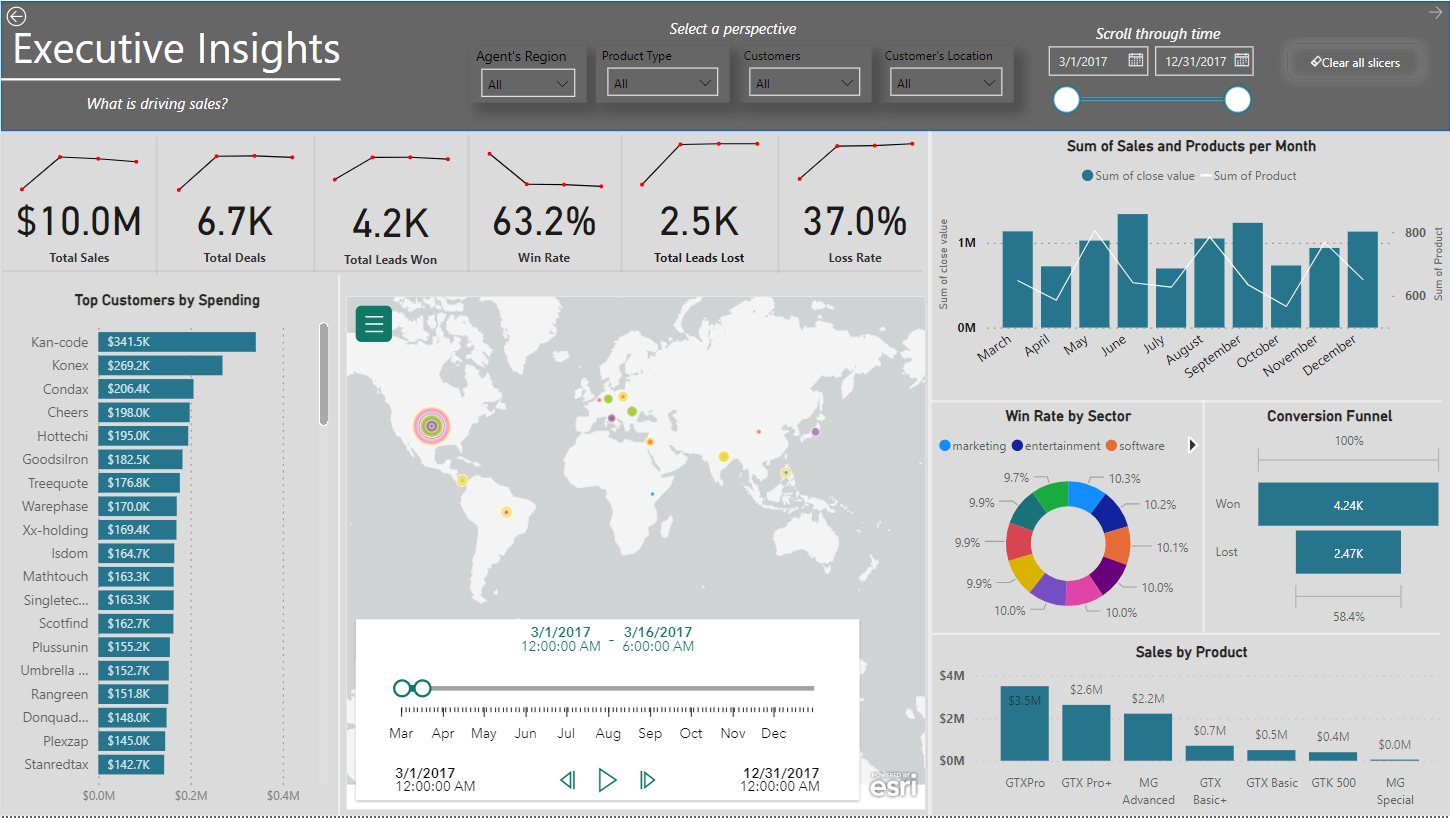 Executive Insights
What is driving sales?
Select a perspective
Agent's Region
All
Product Type
All
Customers
All
Customer's Location
All
Scroll through time
3/1/2017
12/31/2017
Clear all slicers
$10.0M
Total Sales
6.7K
Total Deals
4.2K
Total Leads Won
63.2%
Win Rate
2.5K
Total Leads Lost
37.0%
Loss Rate
Top Customers by Spending
Kan-code $341.5K
Konex $269.2K
Condax $206.4K
Cheers $198.0K
Hottechi $195.0K
Goodsilron $182.5K
Treequote $176.8K
Warephase $170.0K
Xx-holding $169.4K
Isdom $164.7K
Mathtouch $163.3K
Singletec... $163.3K
Scotfind $162.7K
Plussunin $155.2K
Umbrella ... $152.7K
Rangreen $151.8K
Donquad... $148.0K
Plexzap $145.0K
Stanredtax $142.7K
$0.0M $0.2M $0.4M
3/1/2017 - 3/16/2017
12:00:00 AM 6:00:00 AM
Mar Apr May Jun Jul Aug Sep Oct Nov Dec
3/1/2017
12:00:00 AM
12/31/2017
12:00:00 AM
POWERED BY
esri
Sum of Sales and Products per Month
Sum of close value Sum of Product
Sum of close value
1M
0M
800
600
Sum of Product
March April May June July August September October November December
Win Rate by Sector
marketing entertainment software
10.3%
10.2%
10.1%
10.0%
10.0%
10.0%
9.9%
9.9%
9.9%
9.7%
Conversion Funnel
100%
Won 4.24K
Lost 2.47K
58.4%
Sales by Product
$4M
$2M
$0M
$3.5M
$2.6M
$2.2M
$0.7M
$0.5M
$0.4M
$0.0M
GTXPro
GTX Pro+
MG
Advanced
GTX
Basic+
GTX Basic
GTK 500
MG
Special